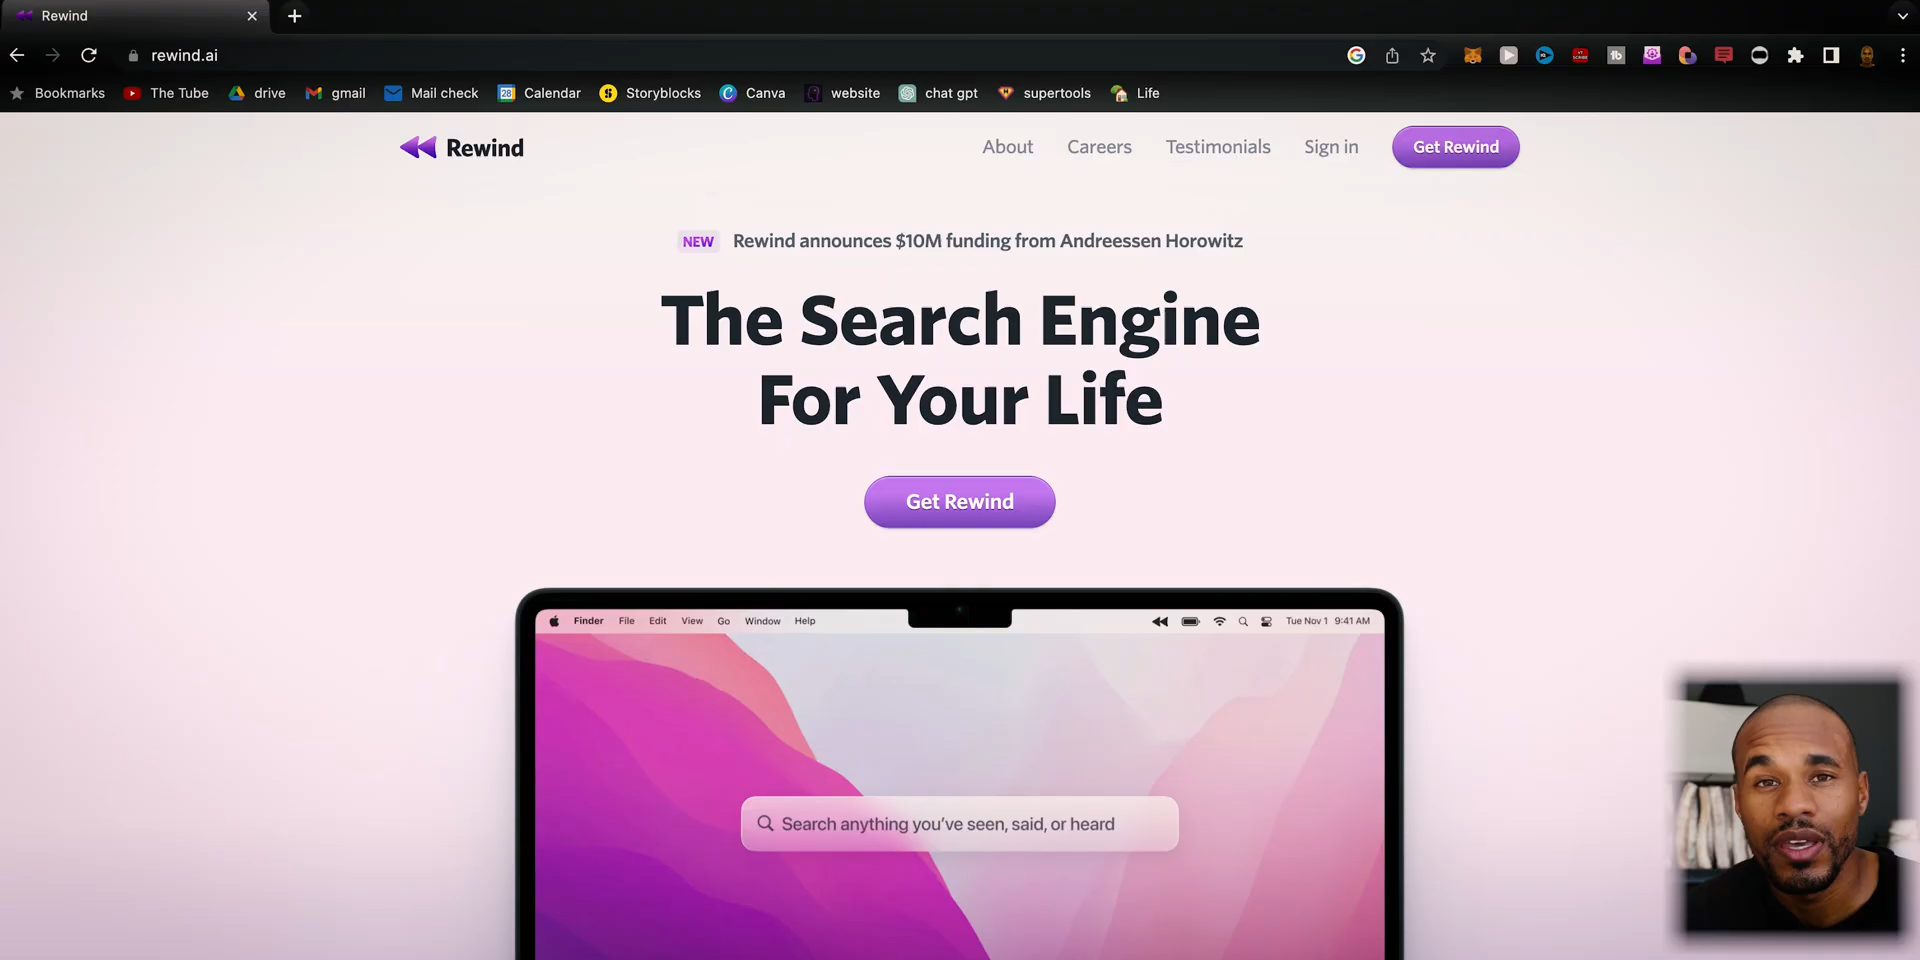 Rewind
rewind.ai
Bookmarks The Tube drive gmail Mail check Calendar Storyblocks Canva website chat gpt supertools Life
Rewind About Careers Testimonials Sign in Get Rewind
NEW Rewind announces $10M funding from Andreessen Horowitz
The Search Engine
For Your Life
Get Rewind
Finder File Edit View Go Window Help Tue Nov 1 9:41 AM
Search anything you've seen, said, or heard